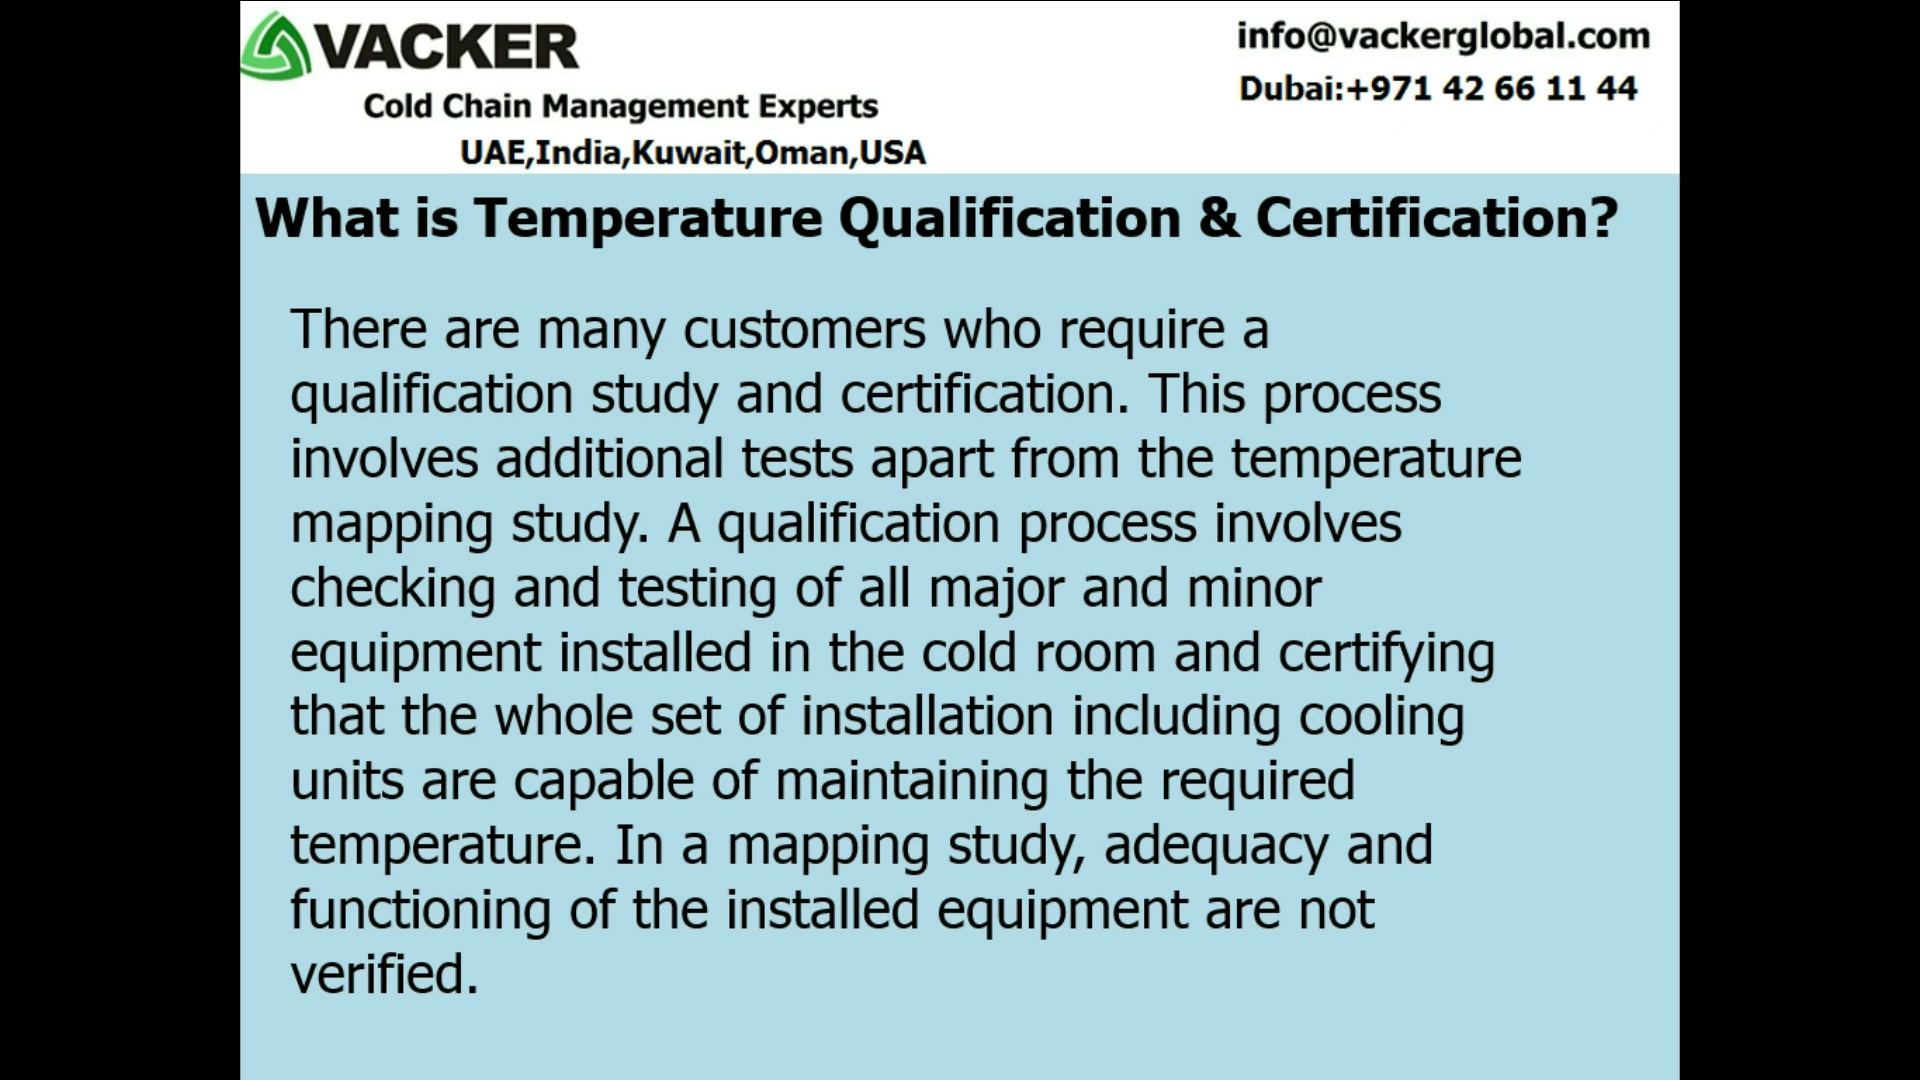 VACKER
Cold Chain Management Experts
UAE,India,Kuwait,Oman,USA
info@vackerglobal.com
Dubai:+971 42 66 11 44
What is Temperature Qualification & Certification?
There are many customers who require a
qualification study and certification. This process
involves additional tests apart from the temperature
mapping study. A qualification process involves
checking and testing of all major and minor
equipment installed in the cold room and certifying
that the whole set of installation including cooling
units are capable of maintaining the required
temperature. In a mapping study, adequacy and
functioning of the installed equipment are not
verified.